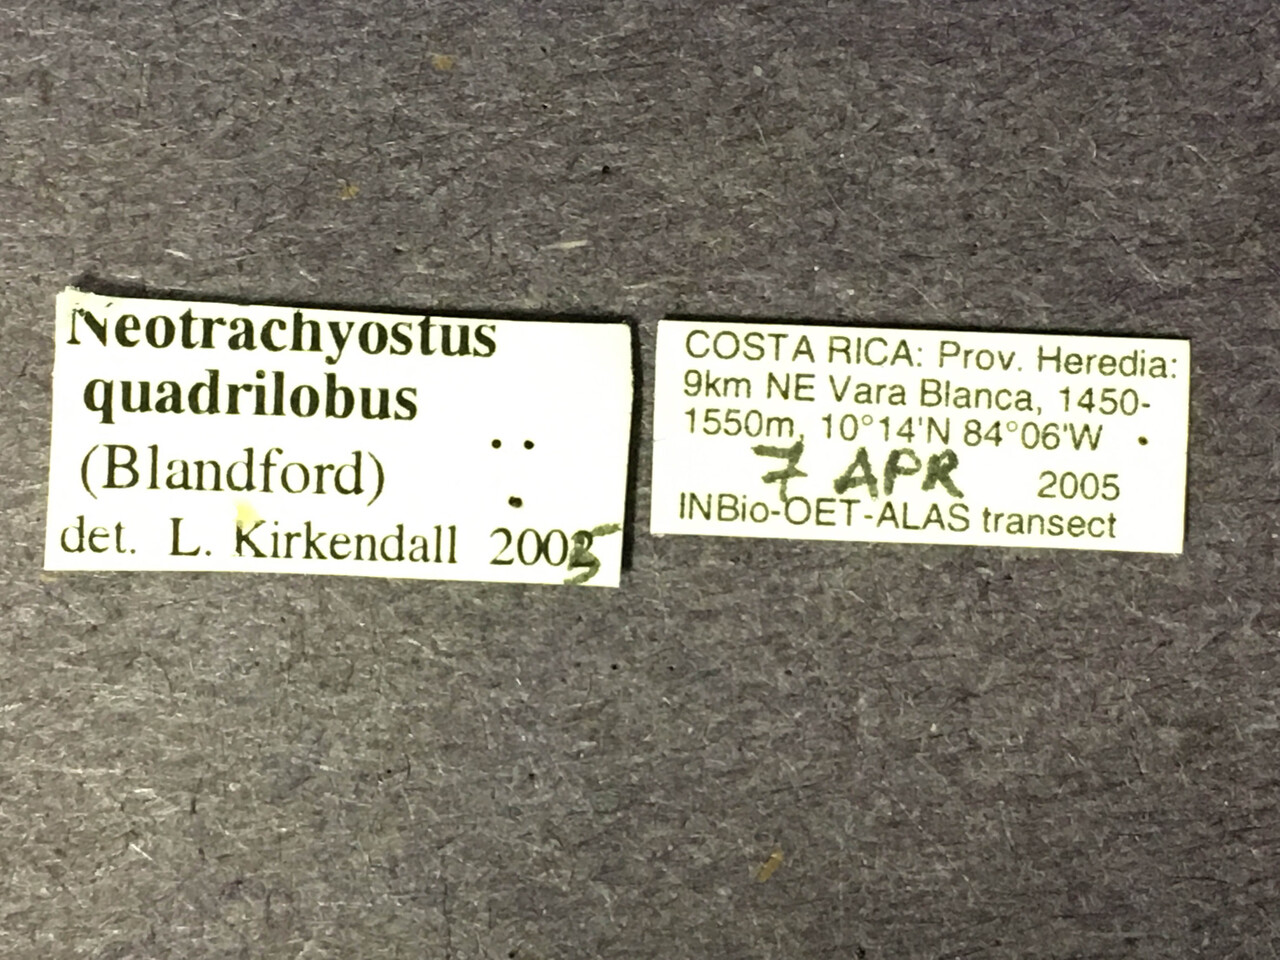 Neotrachyostus
quadrilobus
(Blandford)
det. L. Kirkendall 2005
COSTA RICA: Prov. Heredia:
9km NE Vara Blanca, 1450-
1550m, 10°14'N 84°06'W
7 APR 2005
INBio-OET-ALAS transect